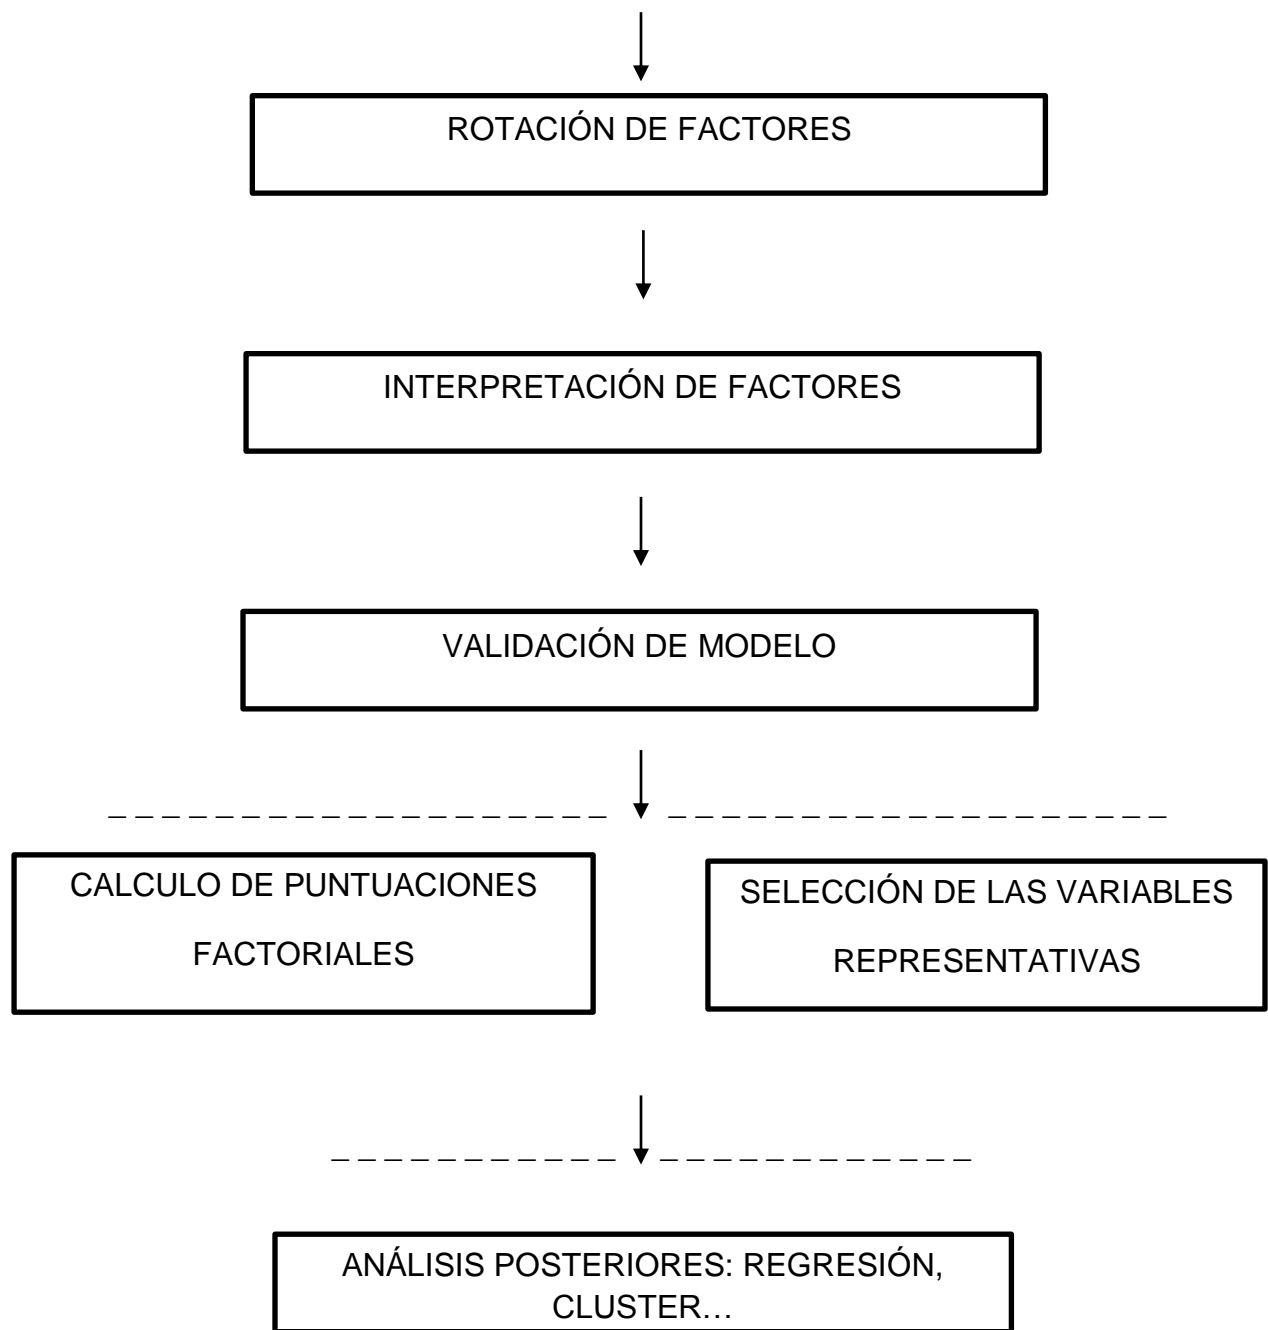 ROTACIÓN DE FACTORES
INTERPRETACIÓN DE FACTORES
VALIDACIÓN DE MODELO
CALCULO DE PUNTUACIONES
FACTORIALES
SELECCIÓN DE LAS VARIABLES
REPRESENTATIVAS
ANÁLISIS POSTERIORES: REGRESIÓN,
CLUSTER…